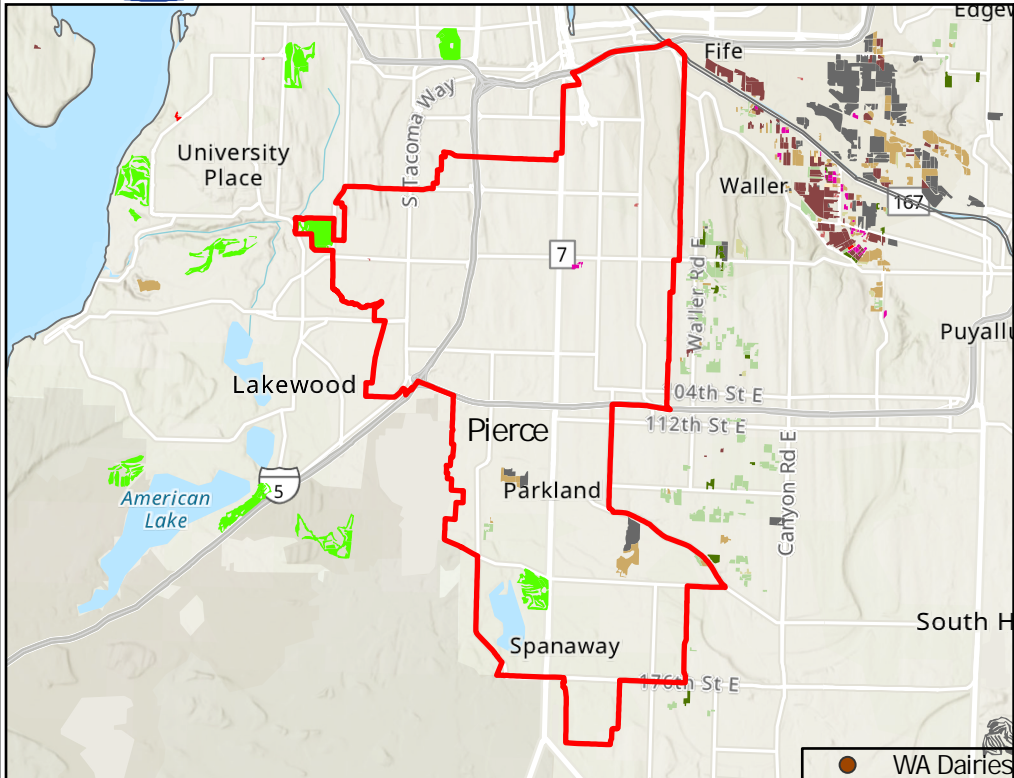 Edgew
Fife
S Tacoma Way
University
Place
Waller
167
7
Waller Rd E
Puyallu
Lakewood
04th St E
112th St E
Pierce
Canyon Rd E
5
Parkland
American
Lake
South H
Spanaway
176th St E
WA Dairies